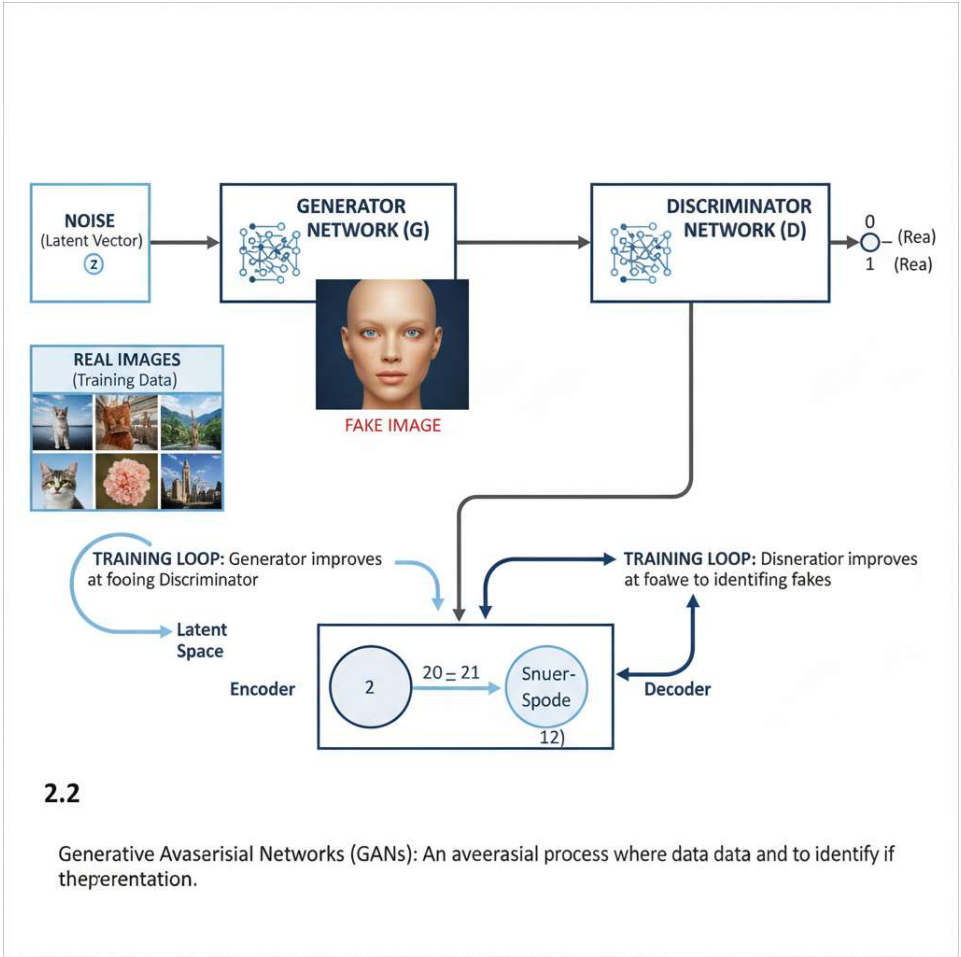 NOISE
(Latent Vector)
z
GENERATOR
NETWORK (G)
DISCRIMINATOR
NETWORK (D)
0
(Rea)
1 (Rea)
REAL IMAGES
(Training Data)
FAKE IMAGE
TRAINING LOOP: Generator improves
at fooing Discriminator
TRAINING LOOP: Disneratior improves
at foawe to identifing fakes
Latent
Space
Encoder
2
20 = 21
Snuer-
Spode
12)
Decoder
2.2
Generative Avaserisial Networks (GANs): An aveerasial process where data data and to identify if
theperentation.